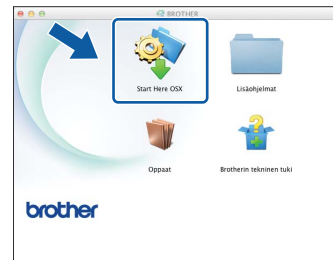 BROTHER
Start Here OSX
Lisäohjelmat
Oppaat
Brotherin tekninen tuki
brother